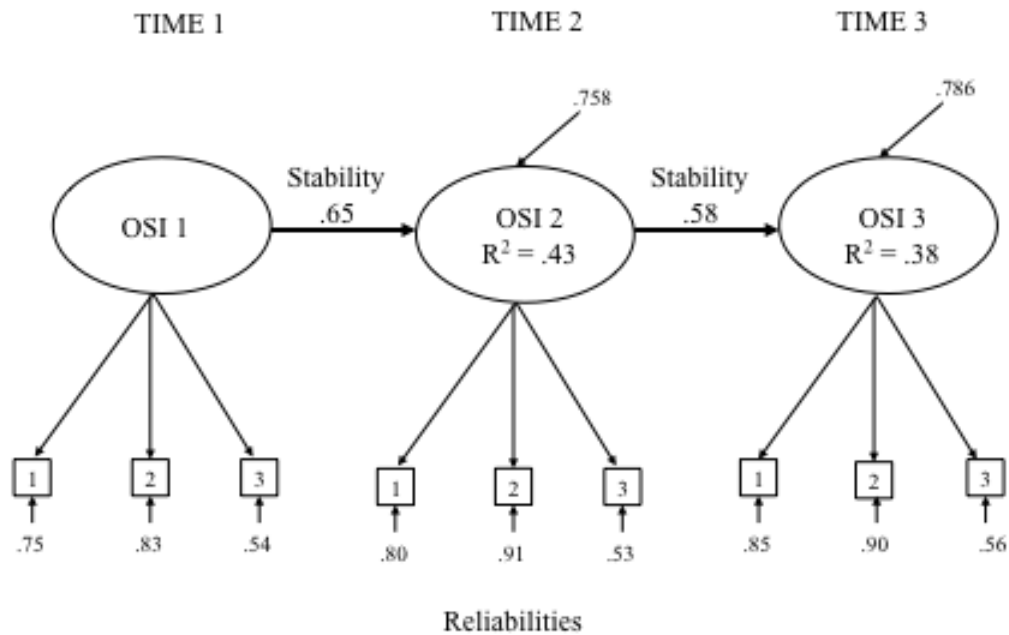 TIME 1
TIME 2
TIME 3
.758
.786
Stability
.65
Stability
.58
OSI 1
OSI 2
R² = .43
OSI 3
R² = .38
1
2
3
1
2
3
1
2
3
.75
.83
.54
.80
.91
.53
.85
.90
.56
Reliabilities